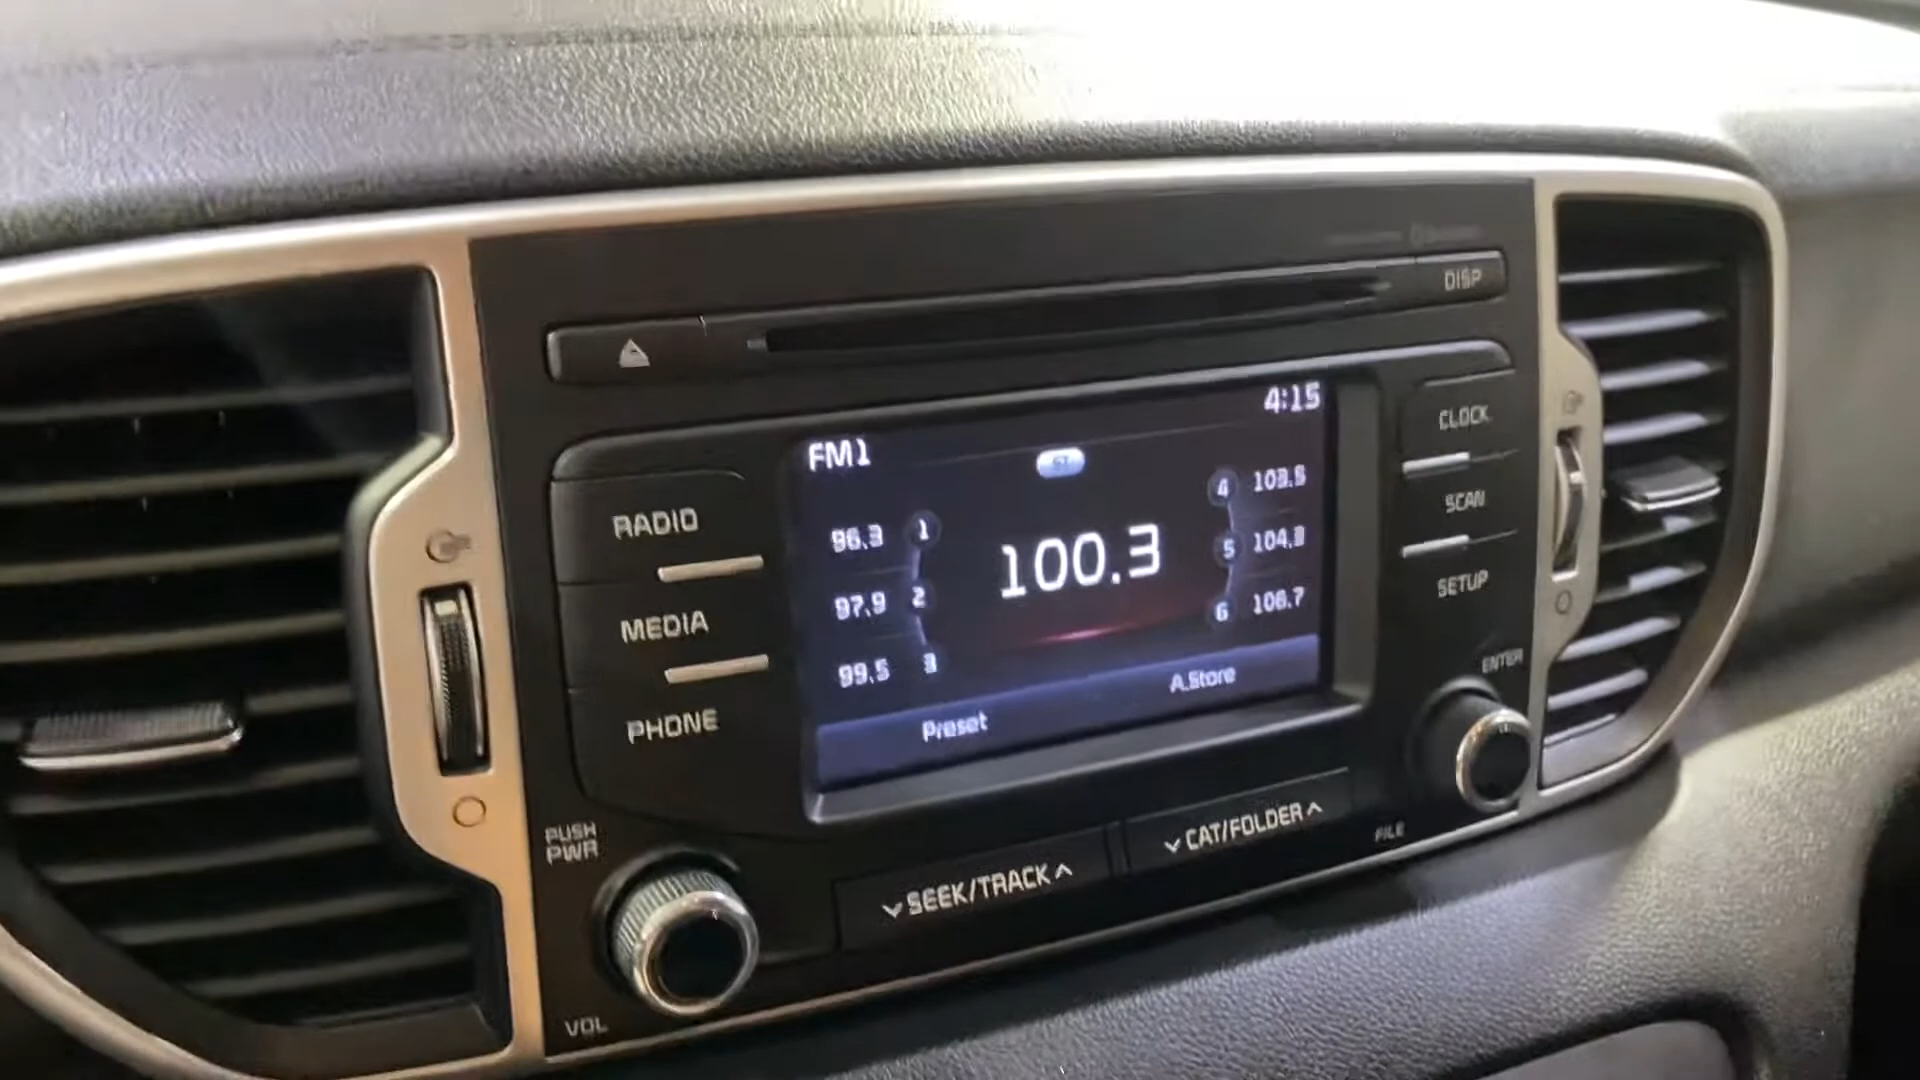 DISP
4:15
CLOCK
FM1
ST
RADIO
96.3 1
100.3
4 103.5
SCAN
MEDIA
97.9 2
5 104.3
SETUP
PHONE
99.5 3
6 106.7
ENTER
Preset
A.Store
PUSH
PWR
SEEK/TRACK
CAT/FOLDER
FILE
VOL